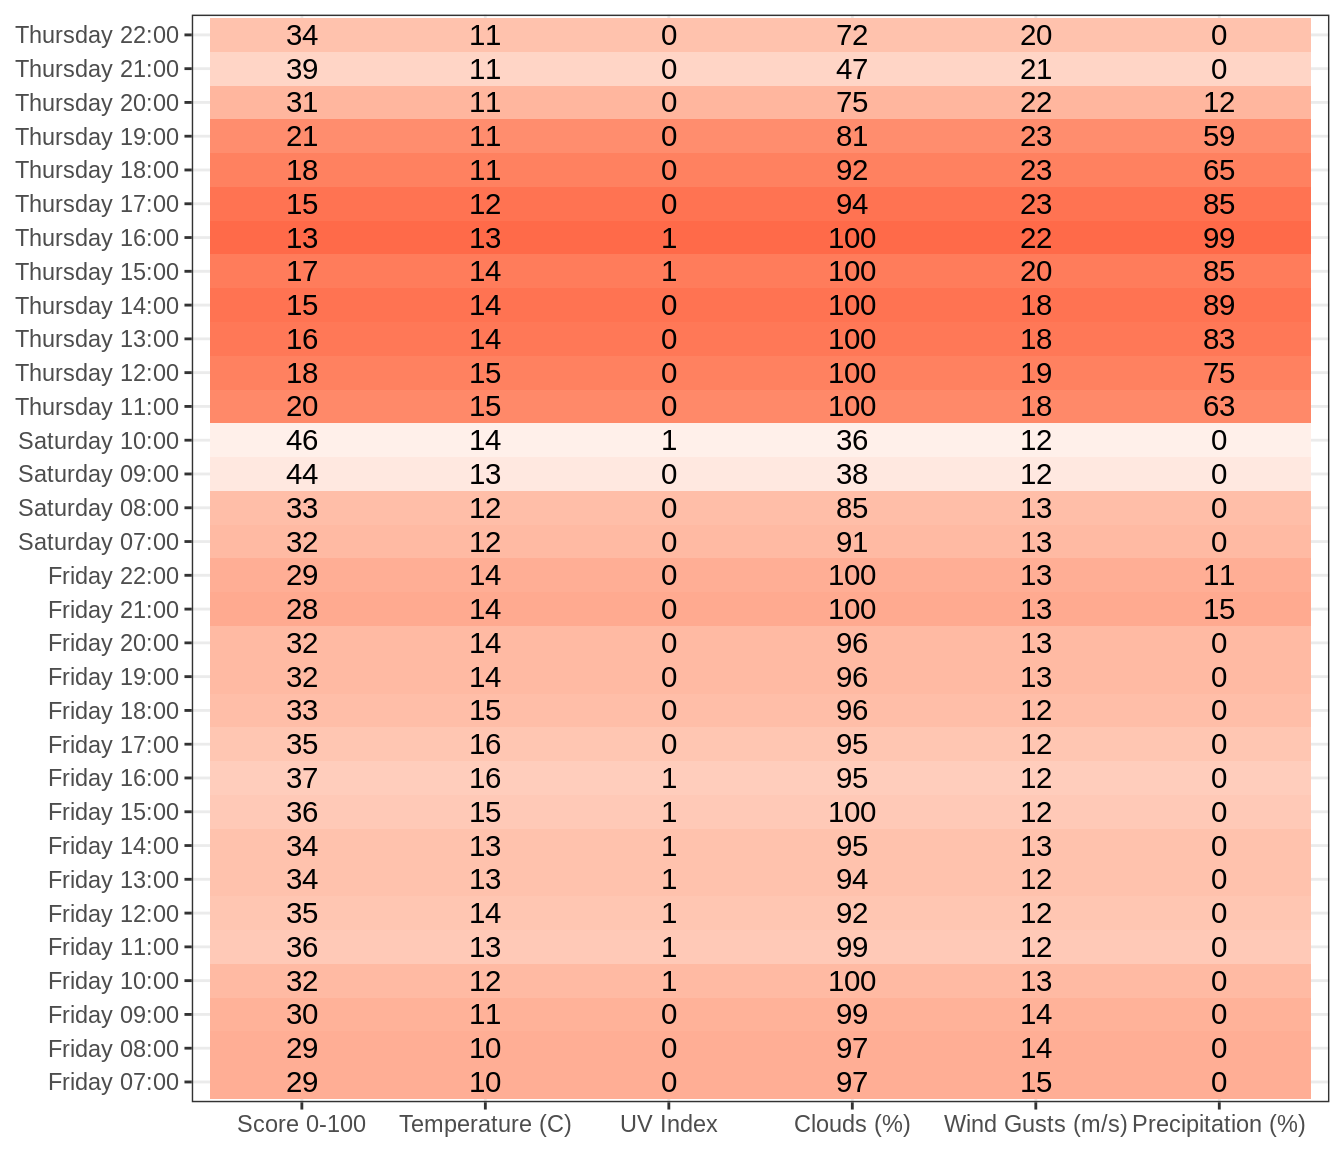 Thursday 22:00 34 11 0 72 20 0
Thursday 21:00 39 11 0 47 21 0
Thursday 20:00 31 11 0 75 22 12
Thursday 19:00 21 11 0 81 23 59
Thursday 18:00 18 11 0 92 23 65
Thursday 17:00 15 12 0 94 23 85
Thursday 16:00 13 13 1 100 22 99
Thursday 15:00 17 14 1 100 20 85
Thursday 14:00 15 14 0 100 18 89
Thursday 13:00 16 14 0 100 18 83
Thursday 12:00 18 15 0 100 19 75
Thursday 11:00 20 15 0 100 18 63
Saturday 10:00 46 14 1 36 12 0
Saturday 09:00 44 13 0 38 12 0
Saturday 08:00 33 12 0 85 13 0
Saturday 07:00 32 12 0 91 13 0
Friday 22:00 29 14 0 100 13 11
Friday 21:00 28 14 0 100 13 15
Friday 20:00 32 14 0 96 13 0
Friday 19:00 32 14 0 96 13 0
Friday 18:00 33 15 0 96 12 0
Friday 17:00 35 16 0 95 12 0
Friday 16:00 37 16 1 95 12 0
Friday 15:00 36 15 1 100 12 0
Friday 14:00 34 13 1 95 13 0
Friday 13:00 34 13 1 94 12 0
Friday 12:00 35 14 1 92 12 0
Friday 11:00 36 13 1 99 12 0
Friday 10:00 32 12 1 100 13 0
Friday 09:00 30 11 0 99 14 0
Friday 08:00 29 10 0 97 14 0
Friday 07:00 29 10 0 97 15 0
Score 0-100 Temperature (C) UV Index Clouds (%) Wind Gusts (m/s) Precipitation (%)